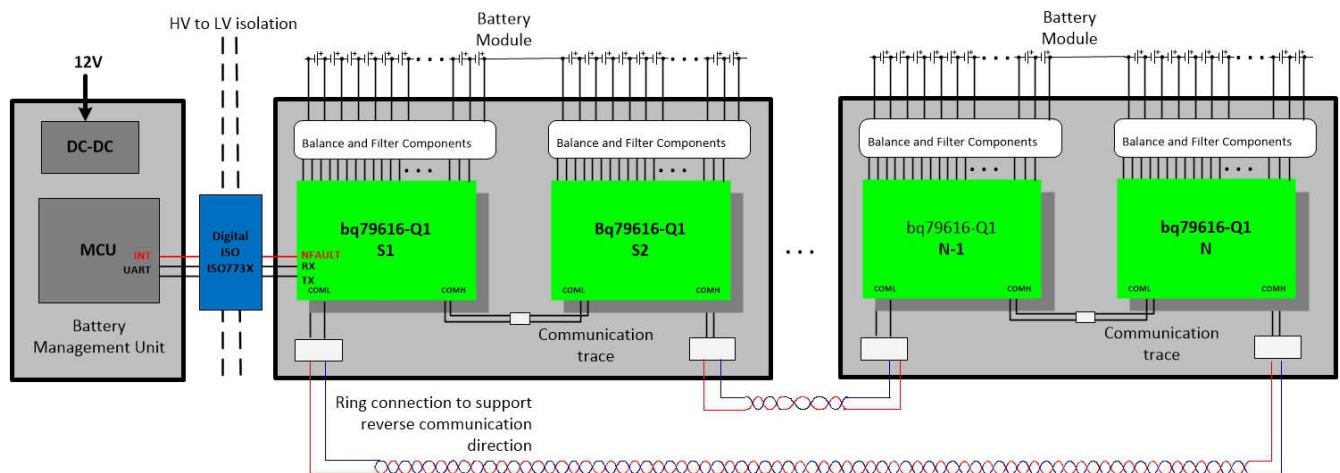 HV to LV isolation
Battery
Module
Battery
Module
12V
DC-DC
Balance and Filter Components
Balance and Filter Components
Balance and Filter Components
Balance and Filter Components
MCU
INT
UART
Battery
Management Unit
Digital
ISO
ISO773X
bq79616-Q1
S1
NFAULT
RX
TX
COML
COMH
Bq79616-Q1
S2
COML
COMH
...
bq79616-Q1
N-1
COML
COMH
bq79616-Q1
N
COML
COMH
Communication
trace
Communication
trace
Ring connection to support
reverse communication
direction